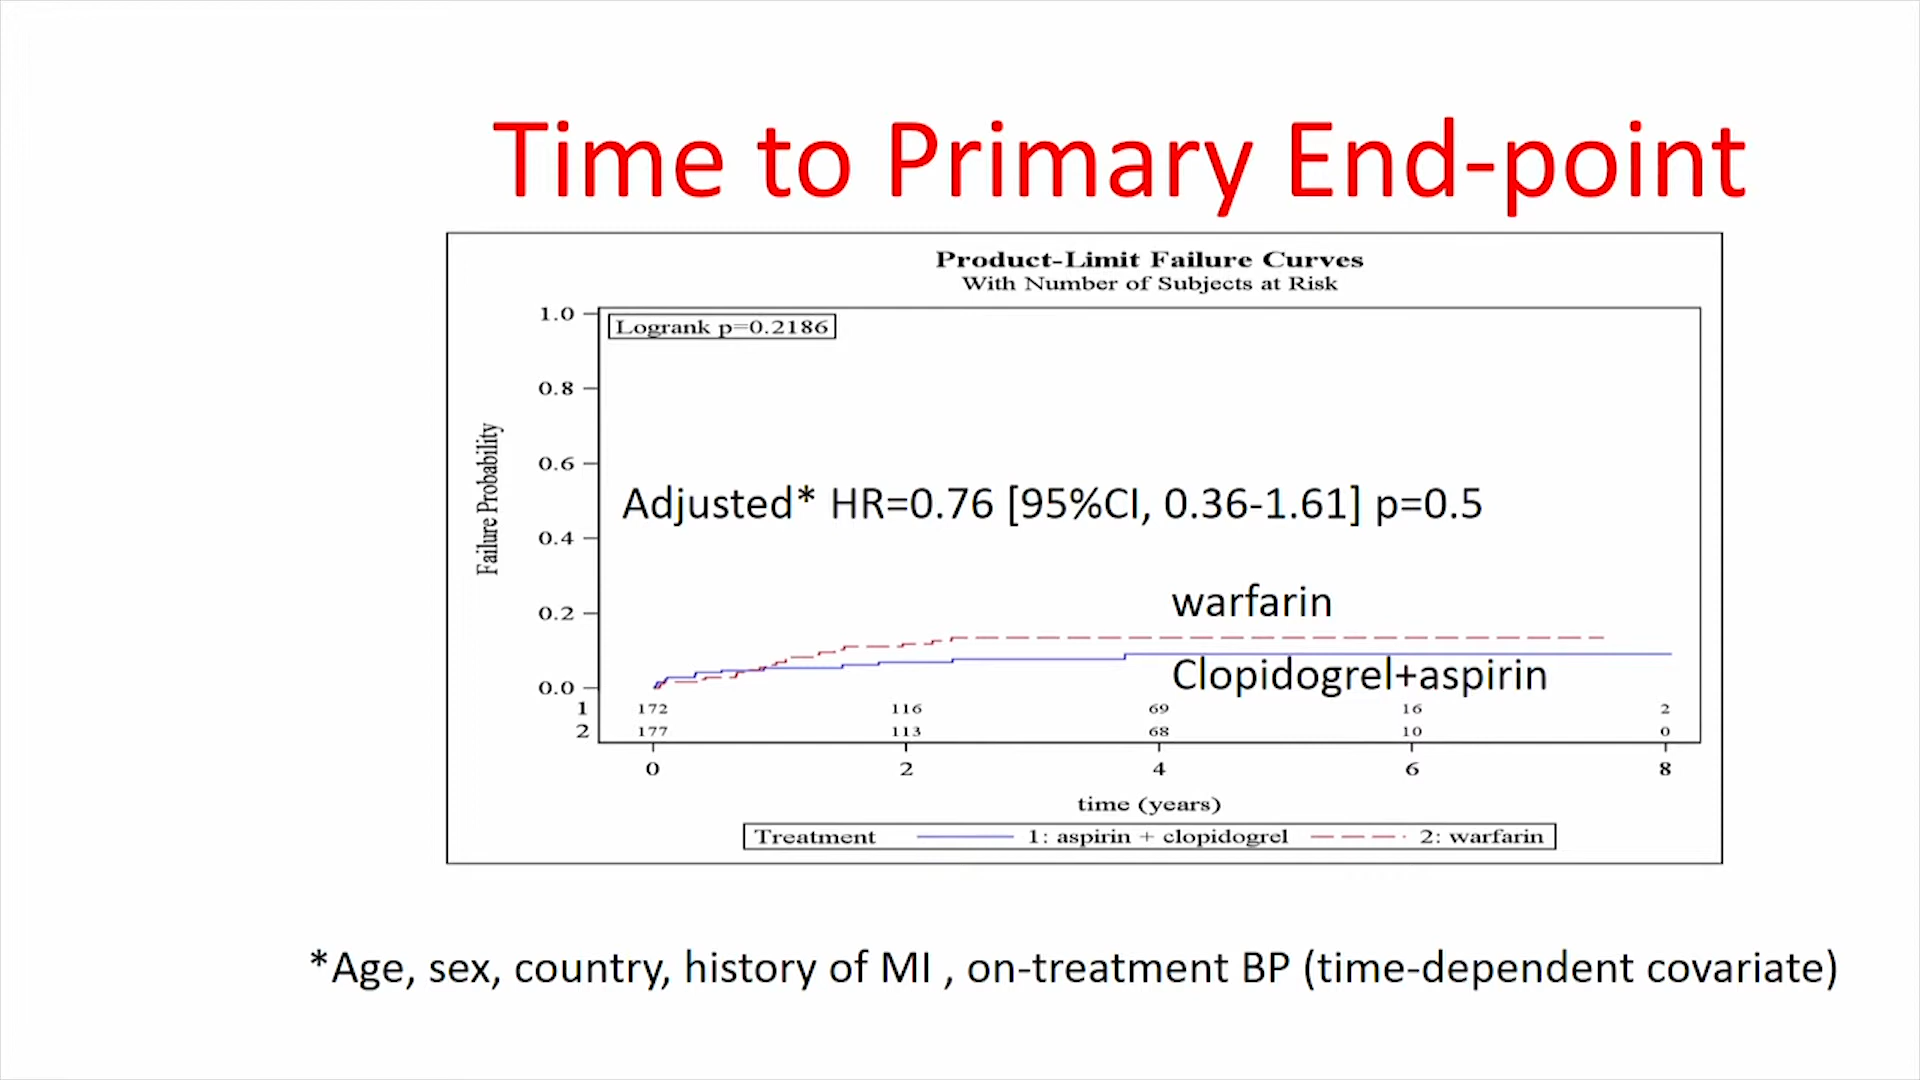 Time to Primary End-point
Product-Limit Failure Curves
With Number of Subjects at Risk
Logrank p=0.2186
1.0
0.8
0.6
0.4
0.2
0.0
Failure Probability
Adjusted* HR=0.76 [95%CI, 0.36-1.61] p=0.5
warfarin
Clopidogrel+aspirin
1 172 116 69 16 2
2 177 113 68 10 0
0 2 4 6 8
time (years)
Treatment 1: aspirin + clopidogrel 2: warfarin
*Age, sex, country, history of MI , on-treatment BP (time-dependent covariate)